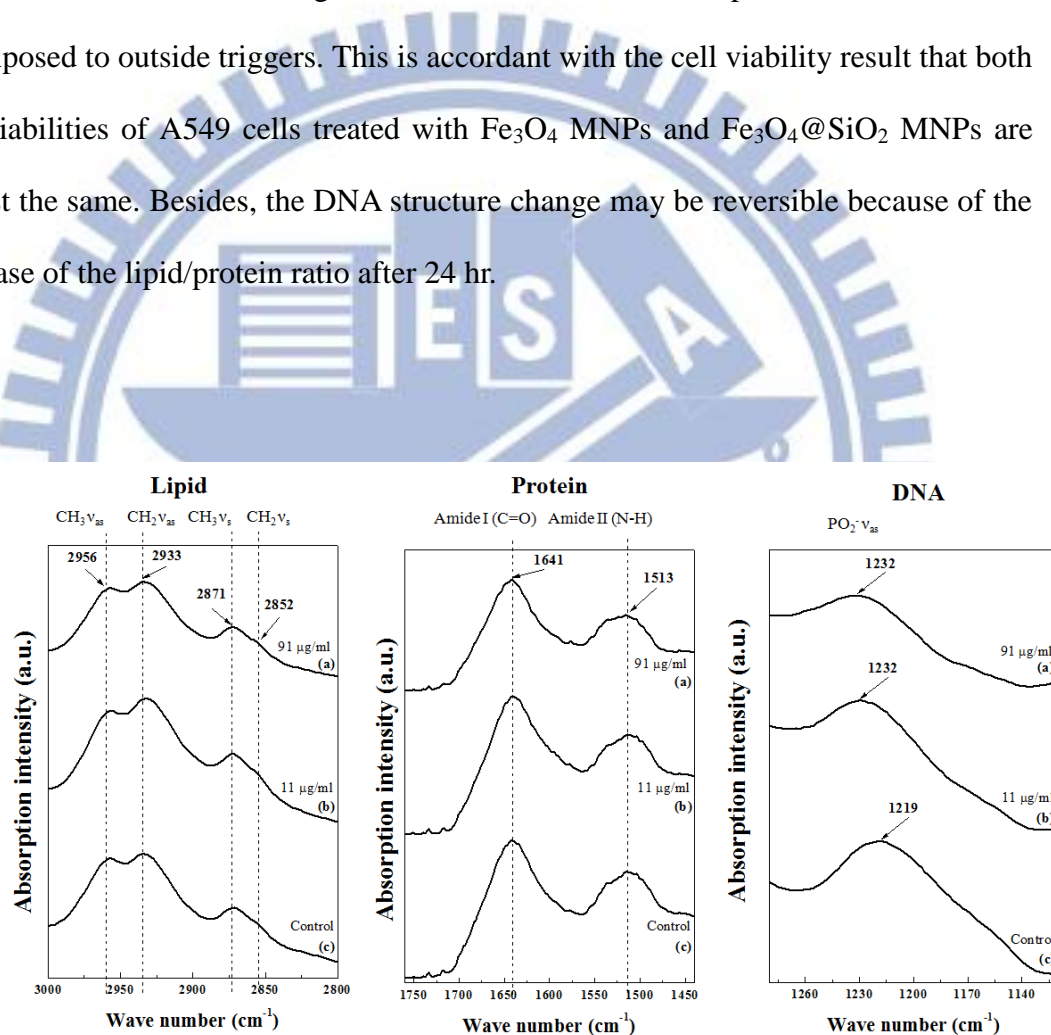 posed to outside triggers. This is accordant with the cell viability result that both
iabilities of A549 cells treated with Fe₃O₄ MNPs and Fe₃O₄@SiO₂ MNPs are
st the same. Besides, the DNA structure change may be reversible because of the
ase of the lipid/protein ratio after 24 hr.
E S A
Lipid
CH₃νas CH₂νas CH₃νs CH₂νs
2956 2933 2871 2852
91 µg/ml
(a)
11 µg/ml
(b)
Control
(c)
Absorption intensity (a.u.)
3000 2950 2900 2850 2800
Wave number (cm⁻¹)
Protein
Amide I (C=O) Amide II (N-H)
1641 1513
91 µg/ml
(a)
11 µg/ml
(b)
Control
(c)
Absorption intensity (a.u.)
1750 1700 1650 1600 1550 1500 1440
Wave number (cm⁻¹)
DNA
PO₂⁻ νas
1232
91 µg/ml
(a)
1232
11 µg/ml
(b)
1219
Control
(c)
Absorption intensity (a.u.)
1260 1230 1200 1170 1140
Wave number (cm⁻¹)